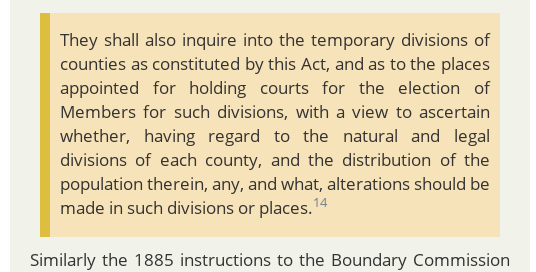 They shall also inquire into the temporary divisions of
counties as constituted by this Act, and as to the places
appointed for holding courts for the election of
Members for such divisions, with a view to ascertain
whether, having regard to the natural and legal
divisions of each county, and the distribution of the
population therein, any, and what, alterations should be
made in such divisions or places.14
Similarly the 1885 instructions to the Boundary Commission